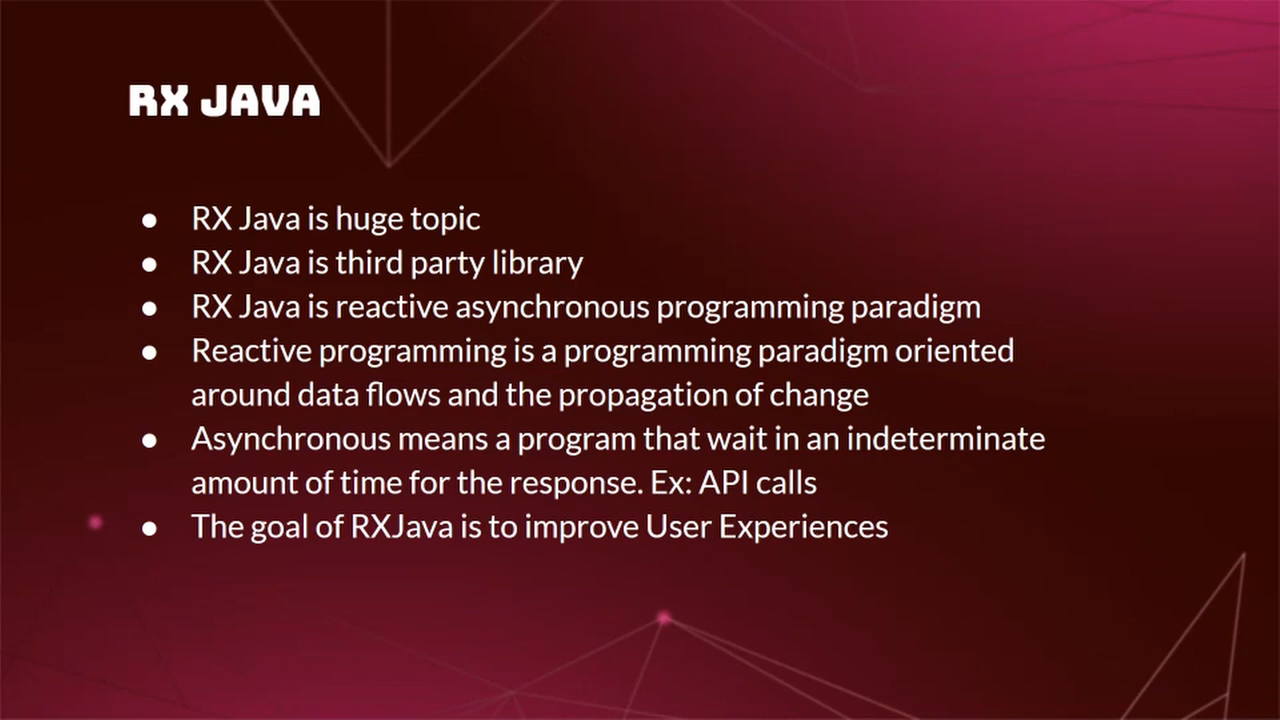 RX JAVA
● RX Java is huge topic
● RX Java is third party library
● RX Java is reactive asynchronous programming paradigm
● Reactive programming is a programming paradigm oriented
around data flows and the propagation of change
● Asynchronous means a program that wait in an indeterminate
amount of time for the response. Ex: API calls
● The goal of RXJava is to improve User Experiences